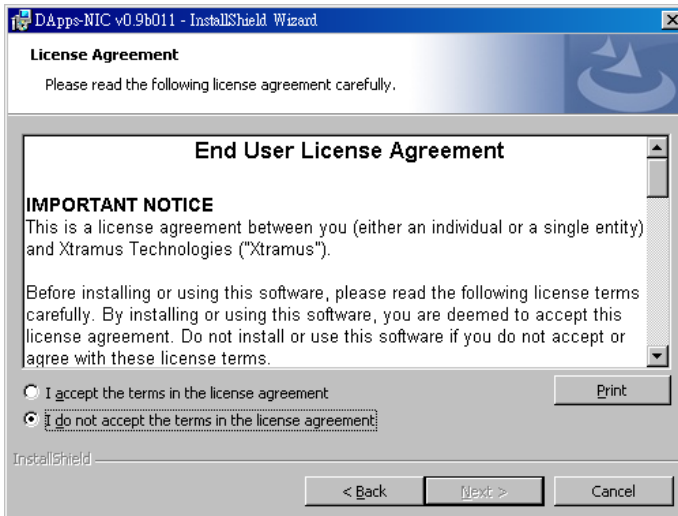 DApps-NIC v0.9b011 - InstallShield Wizard
License Agreement
Please read the following license agreement carefully.
End User License Agreement
IMPORTANT NOTICE
This is a license agreement between you (either an individual or a single entity)
and Xtramus Technologies ("Xtramus").
Before installing or using this software, please read the following license terms
carefully. By installing or using this software, you are deemed to accept this
license agreement. Do not install or use this software if you do not accept or
agree with these license terms.
I accept the terms in the license agreement
Print
I do not accept the terms in the license agreement
InstallShield
< Back
Next >
Cancel